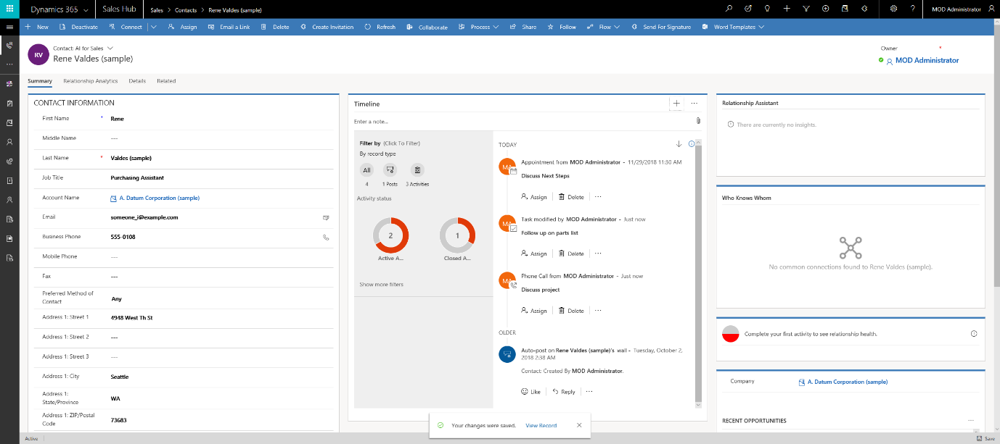 Dynamics 365
Sales Hub
Sales > Contacts > Rene Valdes (sample)
MOD Administrator
New
Deactivate
Connect
Assign
Email a Link
Delete
Create Invitation
Refresh
Collaborate
Process
Share
Follow
Flow
Send For Signature
Word Templates
RV
Contact: AI for Sales
Rene Valdes (sample)
Owner *
MOD Administrator
Summary
Relationship Analytics
Details
Related
CONTACT INFORMATION
First Name * Rene
Middle Name ---
Last Name * Valdes (sample)
Job Title Purchasing Assistant
Account Name A. Datum Corporation (sample)
Email someone_i@example.com
Business Phone 555-0108
Mobile Phone ---
Fax ---
Preferred Method of
Contact Any
Address 1: Street 1 4948 West Th St
Address 1: Street 2 ---
Address 1: Street 3 ---
Address 1: City Seattle
Address 1:
State/Province WA
Address 1: ZIP/Postal
Code 73683
Timeline
Enter a note...
Filter by (Click To Filter)
By record type
All
4 1 Posts 3 Activities
Activity status
2 1
Active A... Closed A...
Show more filters
TODAY
MA
Appointment from MOD Administrator - 11/29/2018 11:30 AM
Discuss Next Steps
Assign Delete ...
MA
Task modified by MOD Administrator - Just now
Follow up on parts list
Assign Delete ...
MA
Phone Call from MOD Administrator - Just now
Discuss project
Assign Delete ...
OLDER
Auto-post on Rene Valdes (sample)'s wall - Tuesday, October 2,
2018 2:38 AM
Contact: Created By MOD Administrator.
Like Reply ...
Relationship Assistant
There are currently no insights.
Who Knows Whom
No common connections found to Rene Valdes (sample).
Complete your first activity to see relationship health.
Company A. Datum Corporation (sample)
RECENT OPPORTUNITIES ...
Your changes were saved. View Record
Active
Save